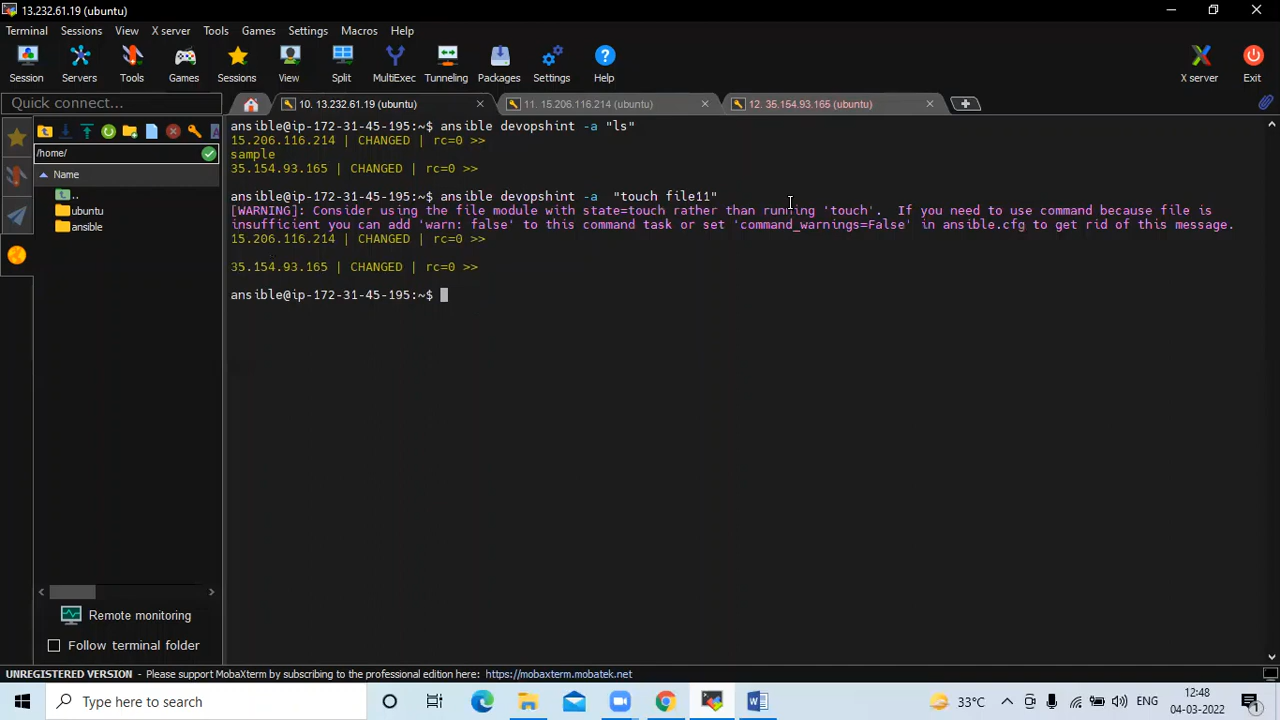 13.232.61.19 (ubuntu)
Terminal Sessions View X server Tools Games Settings Macros Help
Session Servers Tools Games Sessions View Split MultiExec Tunneling Packages Settings Help X server Exit
Quick connect... 10. 13.232.61.19 (ubuntu) 11. 15.206.116.214 (ubuntu) 12. 35.154.93.165 (ubuntu)
/home/
Name
..
ubuntu
ansible
ansible@ip-172-31-45-195:~$ ansible devopshint -a "ls"
15.206.116.214 | CHANGED | rc=0 >>
sample
35.154.93.165 | CHANGED | rc=0 >>
ansible@ip-172-31-45-195:~$ ansible devopshint -a  "touch file11"
[WARNING]: Consider using the file module with state=touch rather than running 'touch'.  If you need to use command because file is
insufficient you can add 'warn: false' to this command task or set 'command_warnings=False' in ansible.cfg to get rid of this message.
15.206.116.214 | CHANGED | rc=0 >>
35.154.93.165 | CHANGED | rc=0 >>
ansible@ip-172-31-45-195:~$
Remote monitoring
Follow terminal folder
UNREGISTERED VERSION - Please support MobaXterm by subscribing to the professional edition here: https://mobaxterm.mobatek.net
Type here to search
33°C
ENG
12:48
04-03-2022
1